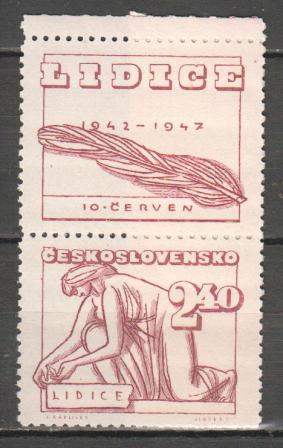 LIDICE
1942-1947
10·ČERVEN
ČESKOSLOVENSKO
2.40
LIDICE